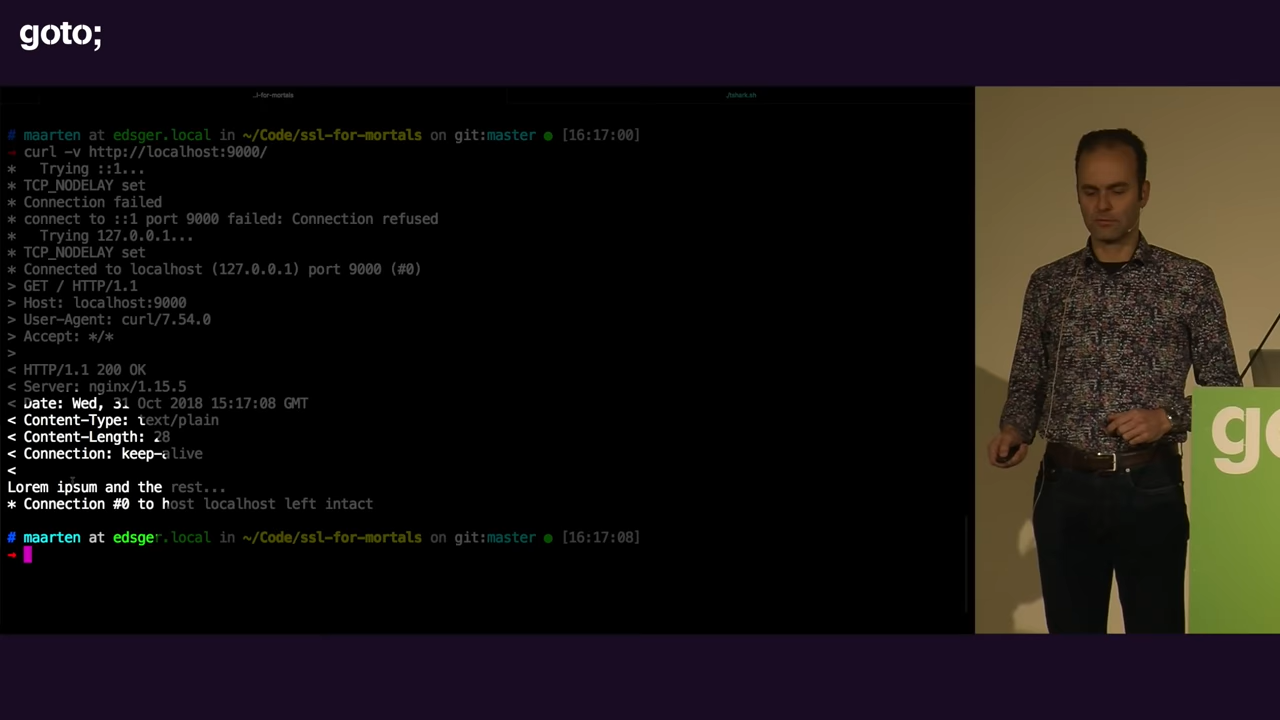 goto;
..l-for-mortals
./tshark.sh
# maarten at edsger.local in ~/Code/ssl-for-mortals on git:master ● [16:17:00]
→ curl -v http://localhost:9000/
*   Trying ::1...
* TCP_NODELAY set
* Connection failed
* connect to ::1 port 9000 failed: Connection refused
*   Trying 127.0.0.1...
* TCP_NODELAY set
* Connected to localhost (127.0.0.1) port 9000 (#0)
> GET / HTTP/1.1
> Host: localhost:9000
> User-Agent: curl/7.54.0
> Accept: */*
>
< HTTP/1.1 200 OK
< Server: nginx/1.15.5
< Date: Wed, 31 Oct 2018 15:17:08 GMT
< Content-Type: text/plain
< Content-Length: 28
< Connection: keep-alive
<
Lorem ipsum and the rest...
* Connection #0 to host localhost left intact
# maarten at edsger.local in ~/Code/ssl-for-mortals on git:master ● [16:17:08]
→
go